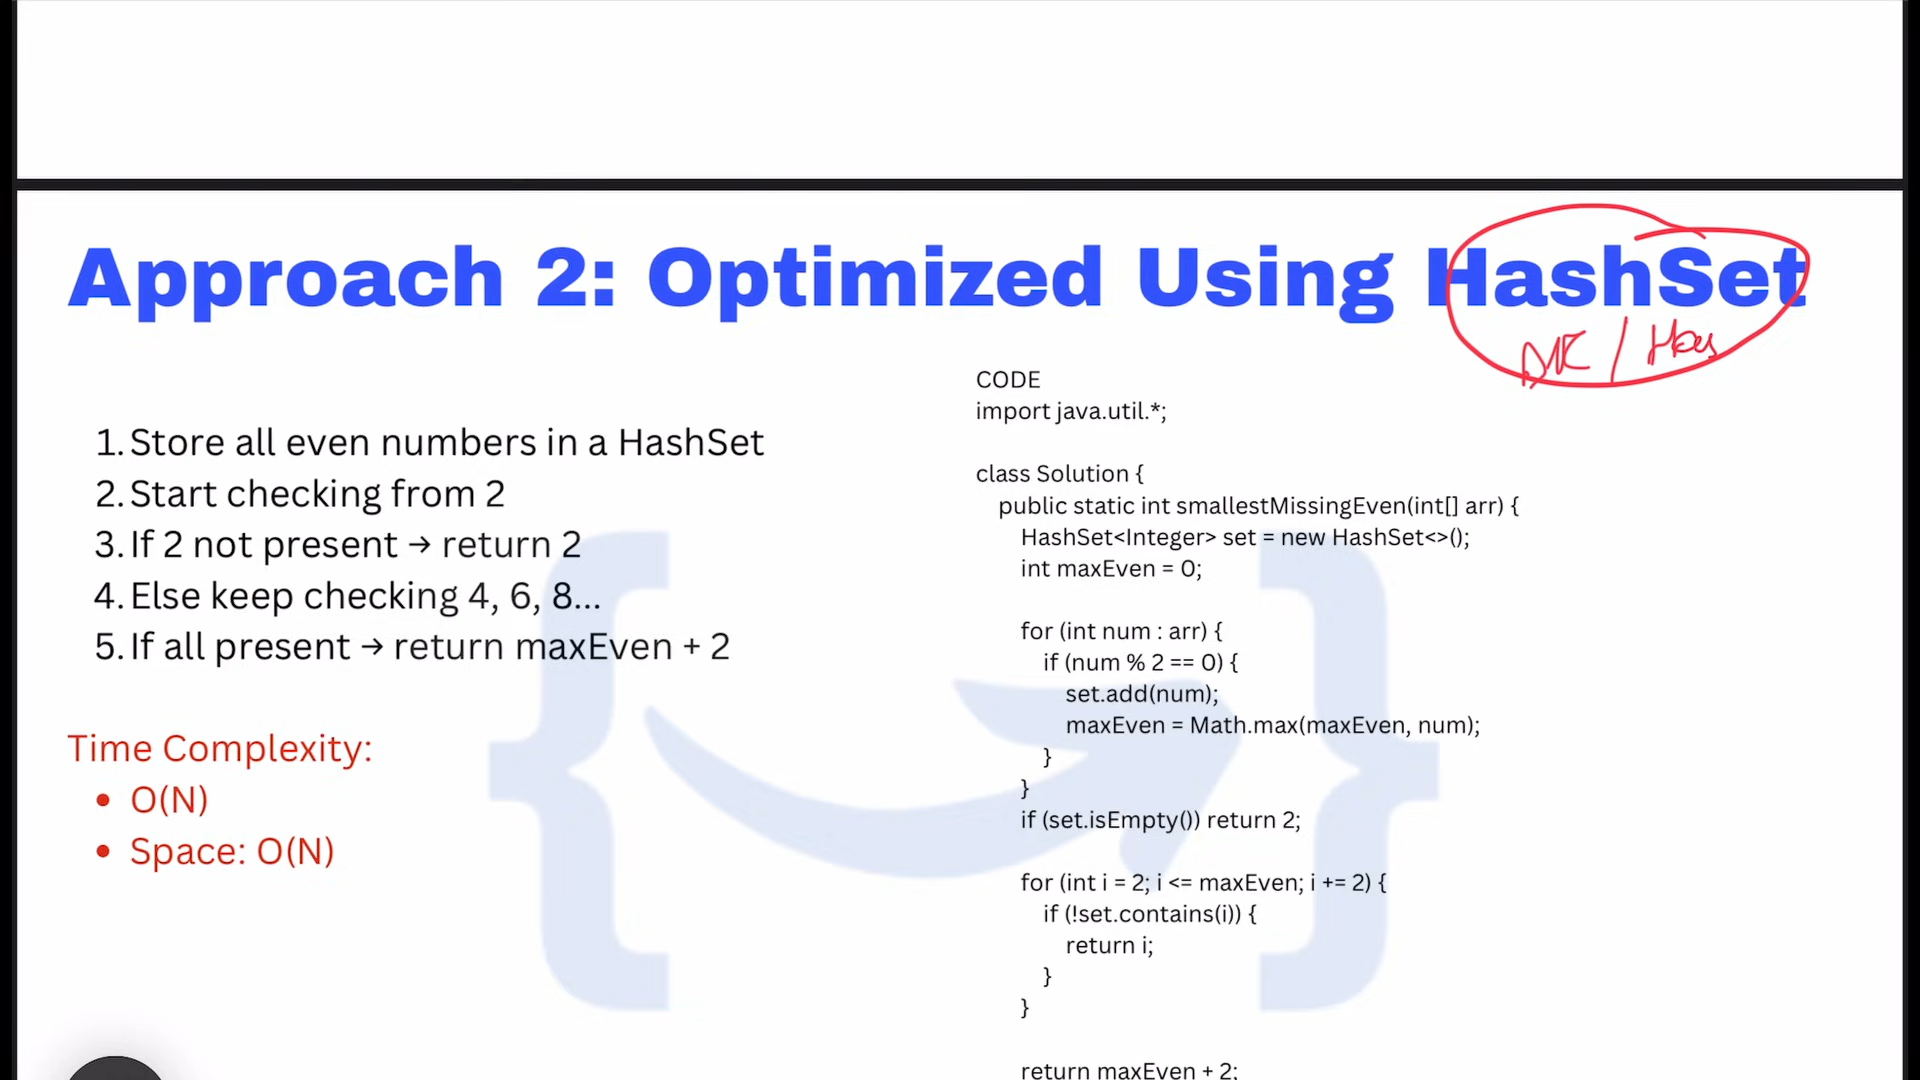 Approach 2: Optimized Using HashSet
1. Store all even numbers in a HashSet
2. Start checking from 2
3. If 2 not present → return 2
4. Else keep checking 4, 6, 8...
5. If all present → return maxEven + 2
Time Complexity:
• O(N)
• Space: O(N)
CODE
import java.util.*;
class Solution {
public static int smallestMissingEven(int[] arr) {
HashSet<Integer> set = new HashSet<>();
int maxEven = 0;
for (int num : arr) {
if (num % 2 == 0) {
set.add(num);
maxEven = Math.max(maxEven, num);
}
}
if (set.isEmpty()) return 2;
for (int i = 2; i <= maxEven; i += 2) {
if (!set.contains(i)) {
return i;
}
}
return maxEven + 2;